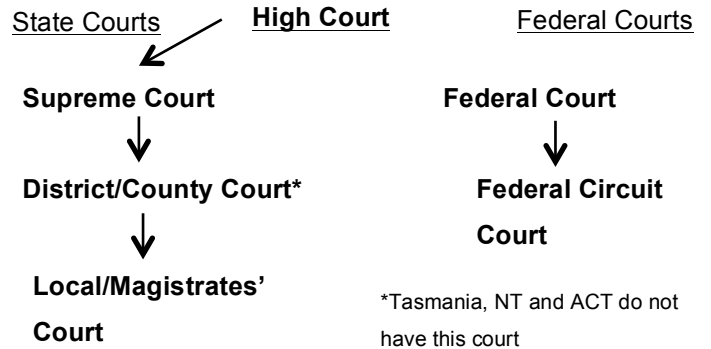 State Courts
High Court
Federal Courts
Supreme Court
Federal Court
District/County Court*
Federal Circuit
Court
Local/Magistrates'
Court
*Tasmania, NT and ACT do not
have this court